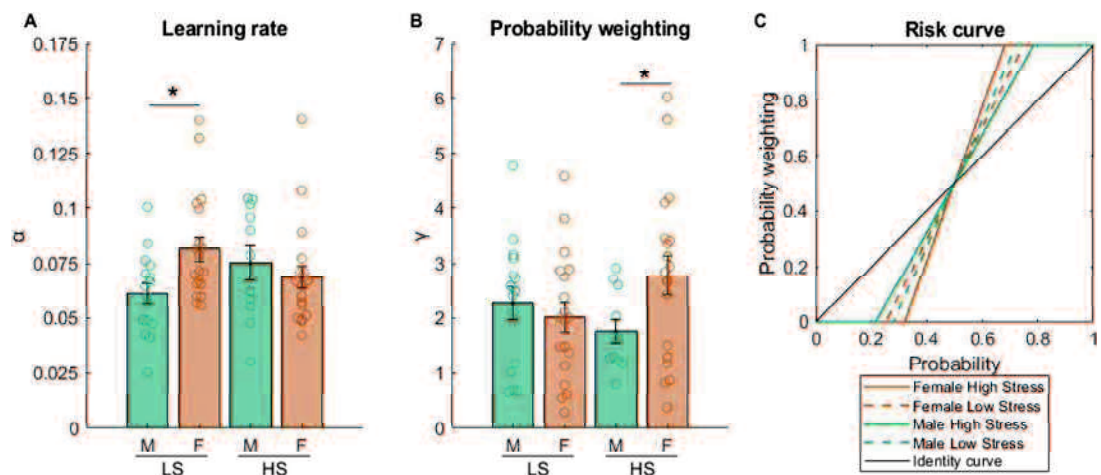 A
Learning rate
α
0.175
0.15
0.125
0.1
0.075
0.05
0.025
0
*
M
F
M
F
LS
HS
B
Probability weighting
γ
7
6
5
4
3
2
1
0
*
M
F
M
F
LS
HS
C
Risk curve
Probability weighting
1
0.8
0.6
0.4
0.2
0
0
0.2
0.4
0.6
0.8
1
Probability
Female High Stress
Female Low Stress
Male High Stress
Male Low Stress
Identity curve